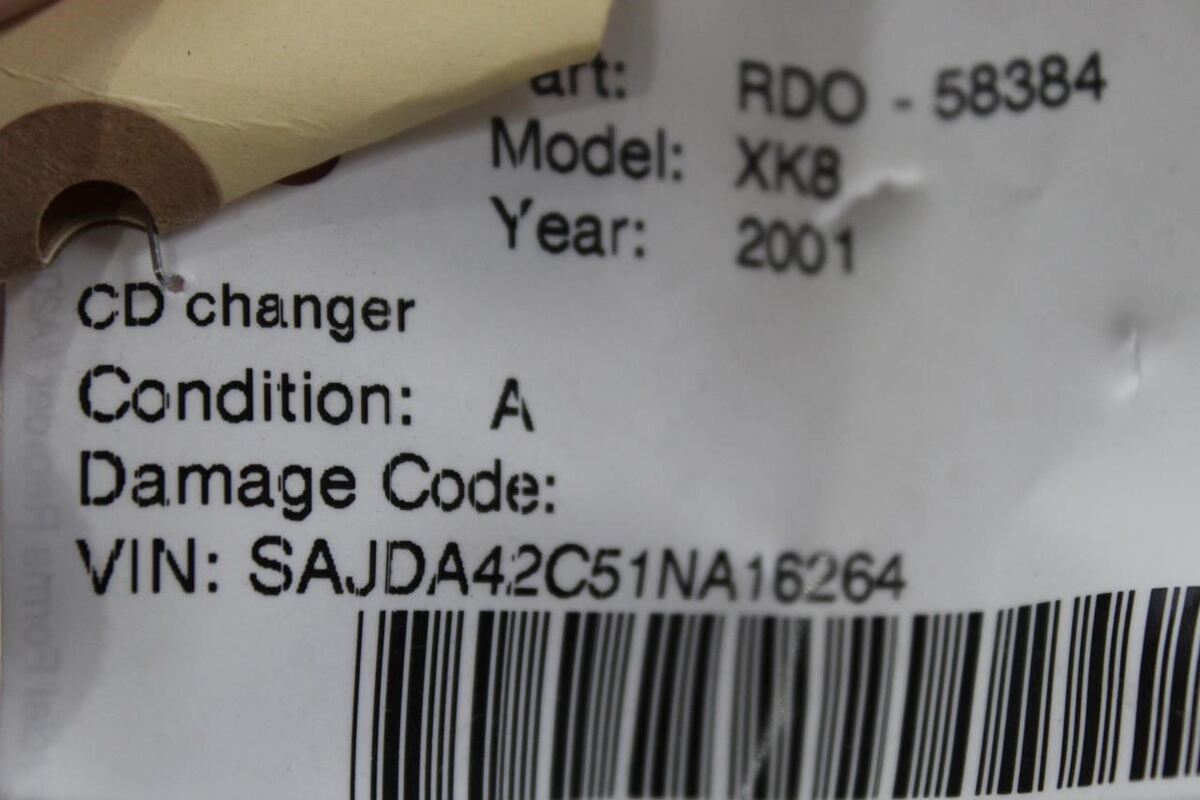 art: RDO - 58384
Model: XK8
Year: 2001
CD changer
Condition: A
Damage Code:
VIN: SAJDA42C51NA16264